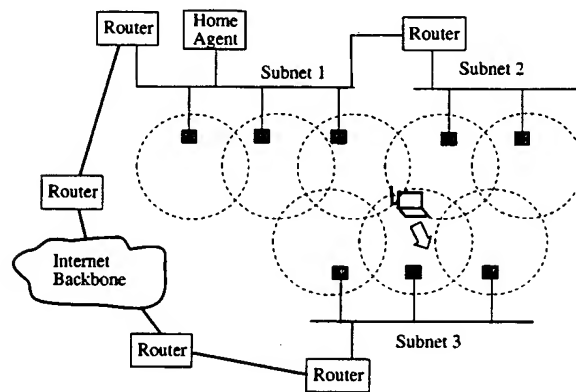 Router
Home
Agent
Router
Subnet 1
Subnet 2
Router
Internet
Backbone
Router
Router
Subnet 3